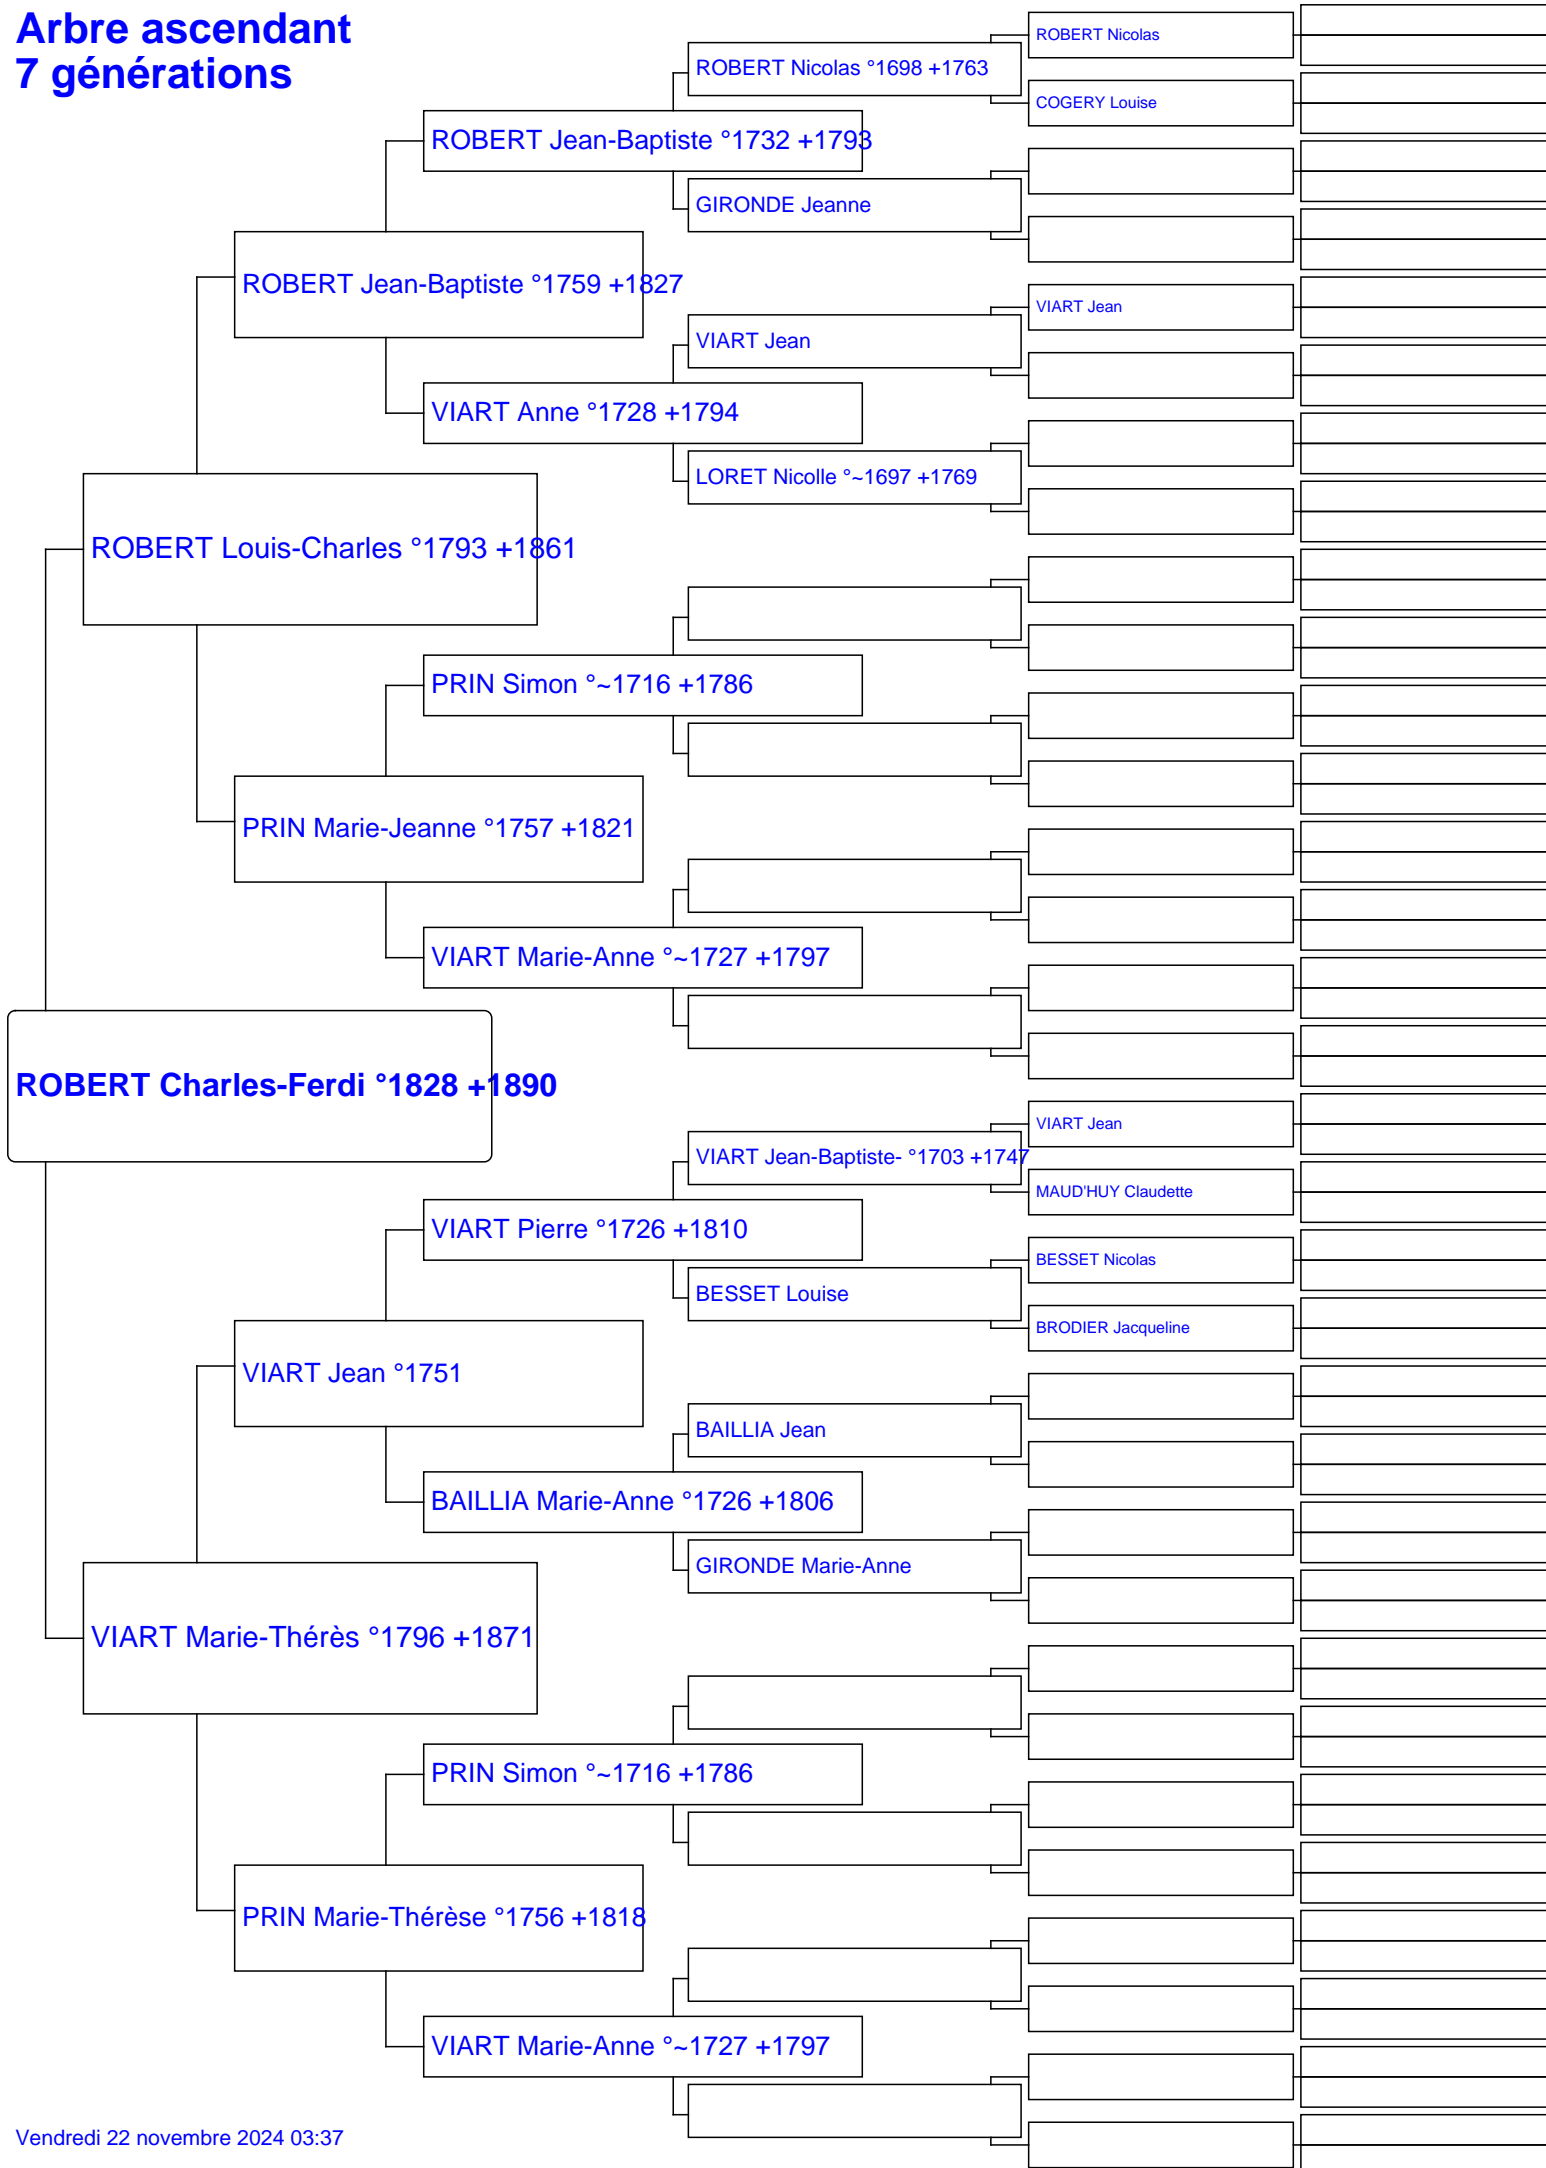 Arbre ascendant
7 générations
ROBERT Nicolas
ROBERT Nicolas °1698 +1763
COGERY Louise
ROBERT Jean-Baptiste °1732 +1793
GIRONDE Jeanne
ROBERT Jean-Baptiste °1759 +1827
VIART Jean
VIART Jean
VIART Anne °1728 +1794
LORET Nicolle °~1697 +1769
ROBERT Louis-Charles °1793 +1861
PRIN Simon °~1716 +1786
PRIN Marie-Jeanne °1757 +1821
VIART Marie-Anne °~1727 +1797
ROBERT Charles-Ferdi °1828 +1890
VIART Jean
VIART Jean-Baptiste- °1703 +1747
MAUD'HUY Claudette
VIART Pierre °1726 +1810
BESSET Nicolas
BESSET Louise
BRODIER Jacqueline
VIART Jean °1751
BAILLIA Jean
BAILLIA Marie-Anne °1726 +1806
GIRONDE Marie-Anne
VIART Marie-Thérès °1796 +1871
PRIN Simon °~1716 +1786
PRIN Marie-Thérèse °1756 +1818
VIART Marie-Anne °~1727 +1797
Vendredi 22 novembre 2024 03:37